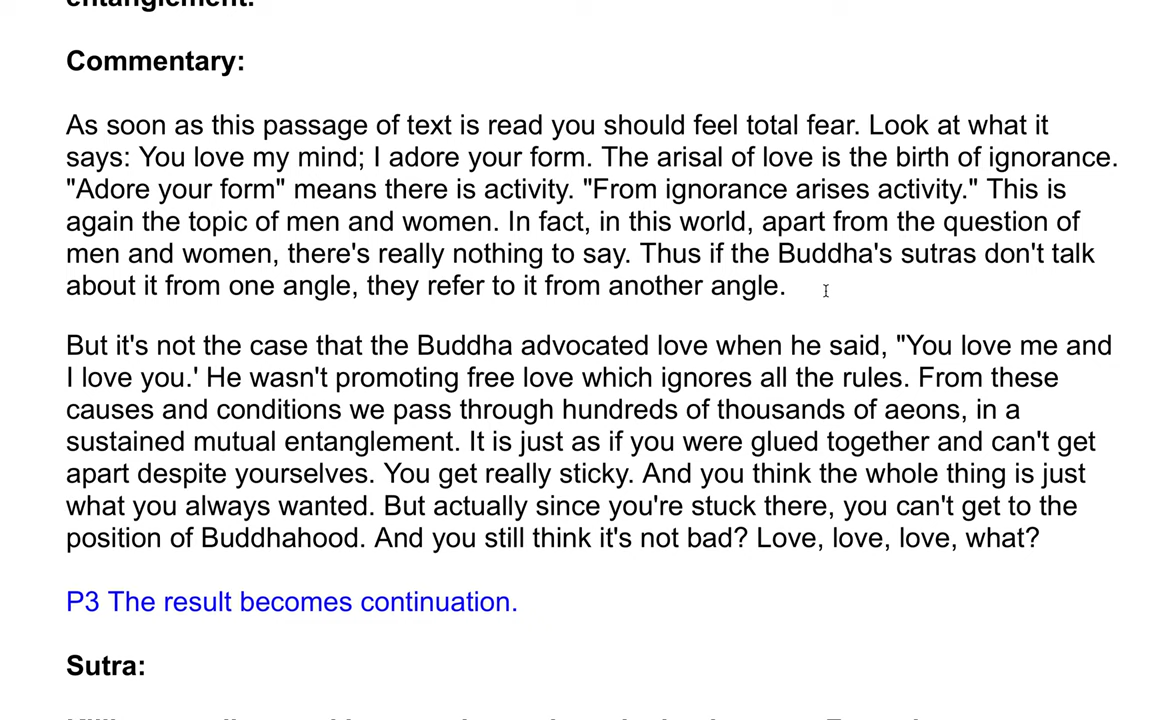 entanglement.
Commentary:
As soon as this passage of text is read you should feel total fear. Look at what it
says: You love my mind; I adore your form. The arisal of love is the birth of ignorance.
"Adore your form" means there is activity. "From ignorance arises activity." This is
again the topic of men and women. In fact, in this world, apart from the question of
men and women, there's really nothing to say. Thus if the Buddha's sutras don't talk
about it from one angle, they refer to it from another angle.
But it's not the case that the Buddha advocated love when he said, "You love me and
I love you.' He wasn't promoting free love which ignores all the rules. From these
causes and conditions we pass through hundreds of thousands of aeons, in a
sustained mutual entanglement. It is just as if you were glued together and can't get
apart despite yourselves. You get really sticky. And you think the whole thing is just
what you always wanted. But actually since you're stuck there, you can't get to the
position of Buddhahood. And you still think it's not bad? Love, love, love, what?
P3 The result becomes continuation.
Sutra: